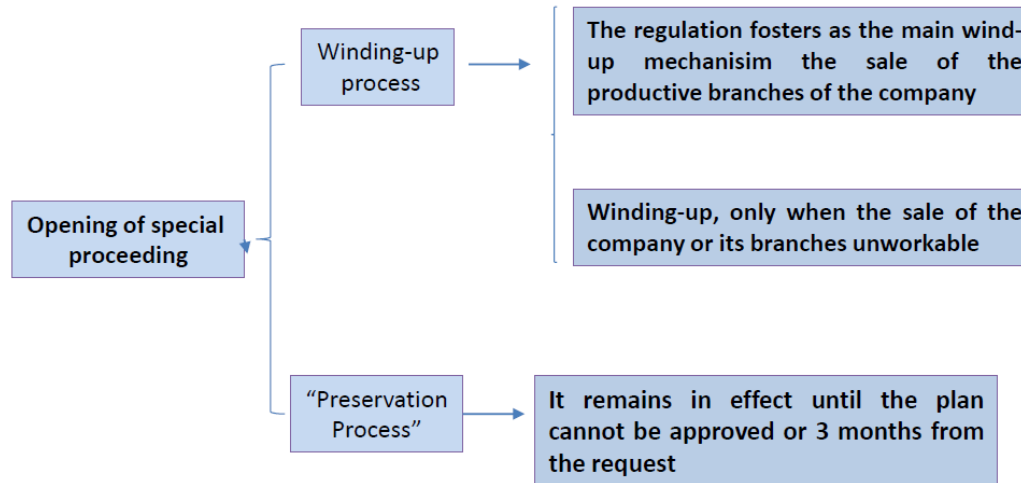 Winding-up
process
The regulation fosters as the main wind-
up mechanisim the sale of the
productive branches of the company
Opening of special
proceeding
Winding-up, only when the sale of the
company or its branches unworkable
“Preservation
Process”
It remains in effect until the plan
cannot be approved or 3 months from
the request